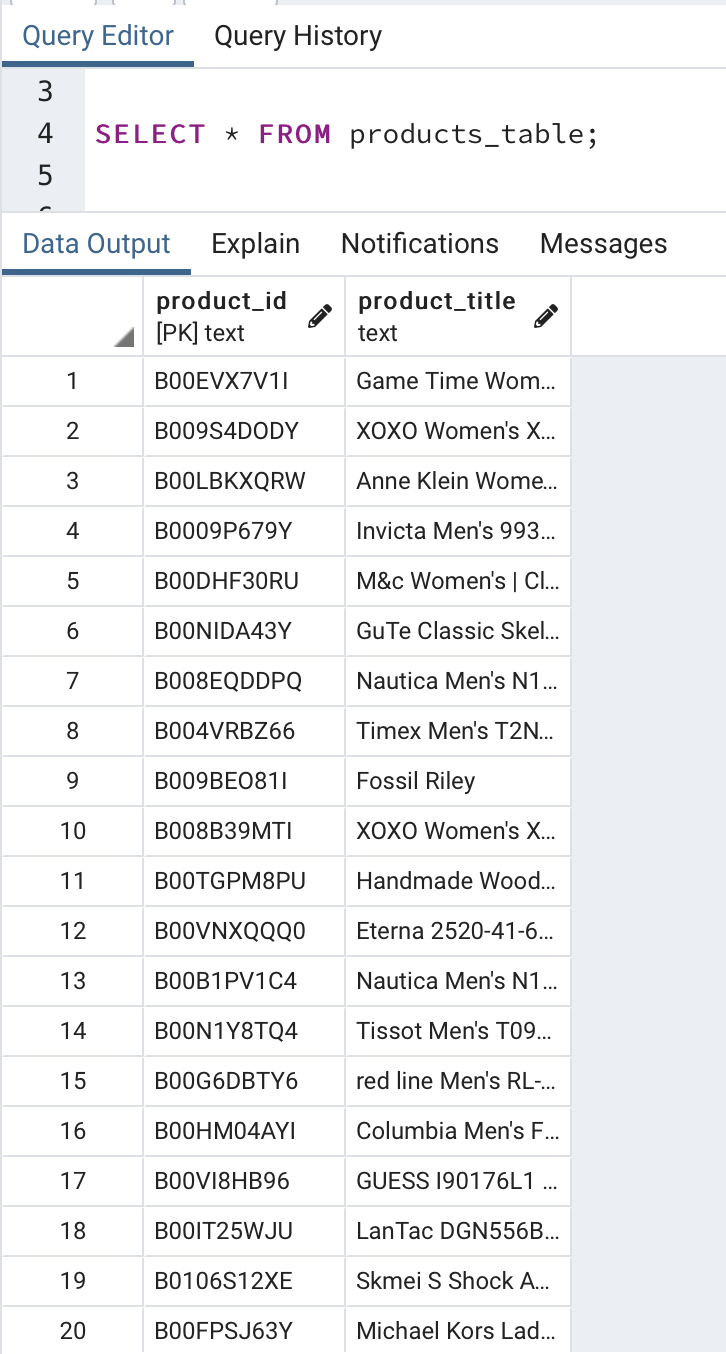 Query Editor Query History
3
4 SELECT * FROM products_table;
5
Data Output Explain Notifications Messages
product_id product_title
[PK] text text
1 B00EVX7V1I Game Time Wom...
2 B009S4DODY XOXO Women's X...
3 B00LBKXQRW Anne Klein Wome...
4 B0009P679Y Invicta Men's 993...
5 B00DHF30RU M&c Women's | Cl...
6 B00NIDA43Y GuTe Classic Skel...
7 B008EQDDPQ Nautica Men's N1...
8 B004VRBZ66 Timex Men's T2N...
9 B009BEO81I Fossil Riley
10 B008B39MTI XOXO Women's X...
11 B00TGPM8PU Handmade Wood...
12 B00VNXQQQ0 Eterna 2520-41-6...
13 B00B1PV1C4 Nautica Men's N1...
14 B00N1Y8TQ4 Tissot Men's T09...
15 B00G6DBTY6 red line Men's RL-...
16 B00HM04AYI Columbia Men's F...
17 B00VI8HB96 GUESS I90176L1 ...
18 B00IT25WJU LanTac DGN556B...
19 B0106S12XE Skmei S Shock A...
20 B00FPSJ63Y Michael Kors Lad...